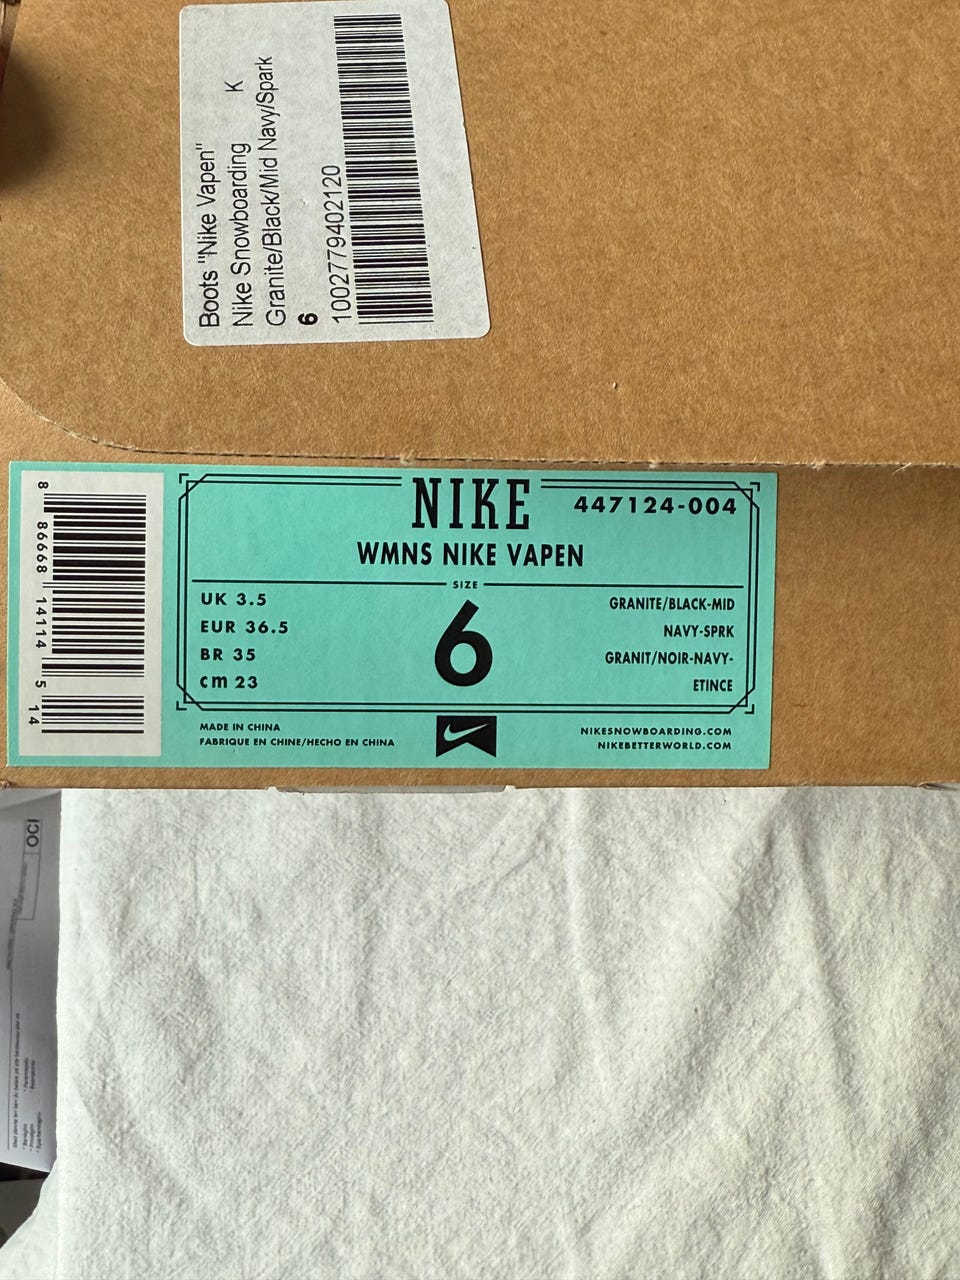 Boots "Nike Vapen"
Nike Snowboarding K
Granite/Black/Mid Navy/Spark
6
1002779402120
8 86668 14114 5 14
NIKE
447124-004
WMNS NIKE VAPEN
SIZE
6
UK 3.5
EUR 36.5
BR 35
cm 23
GRANITE/BLACK-MID
NAVY-SPRK
GRANIT/NOIR-NAVY-
ETINCE
MADE IN CHINA
FABRIQUE EN CHINE/HECHO EN CHINA
NIKESNOWBOARDING.COM
NIKEBETTERWORLD.COM
OCI